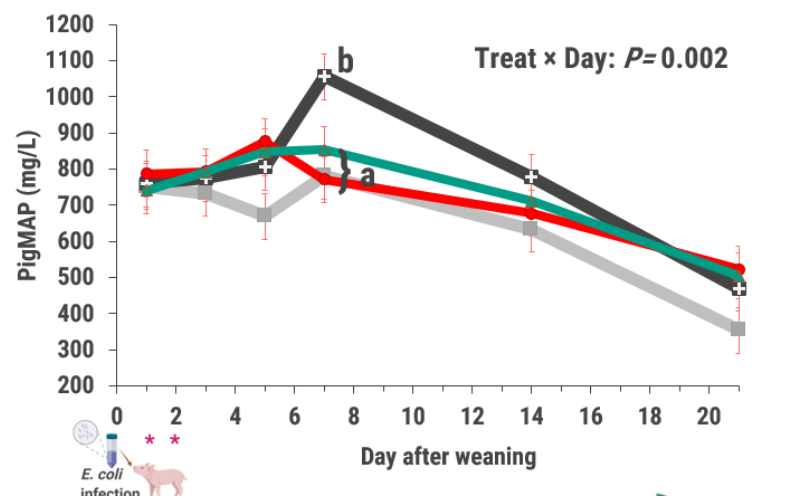 1200
1100
1000
900
800
700
600
500
400
300
200
PigMAP (mg/L)
b
Treat × Day: P= 0.002
} a
0 2 4 6 8 10 12 14 16 18 20
* *
Day after weaning
E. coli
infection